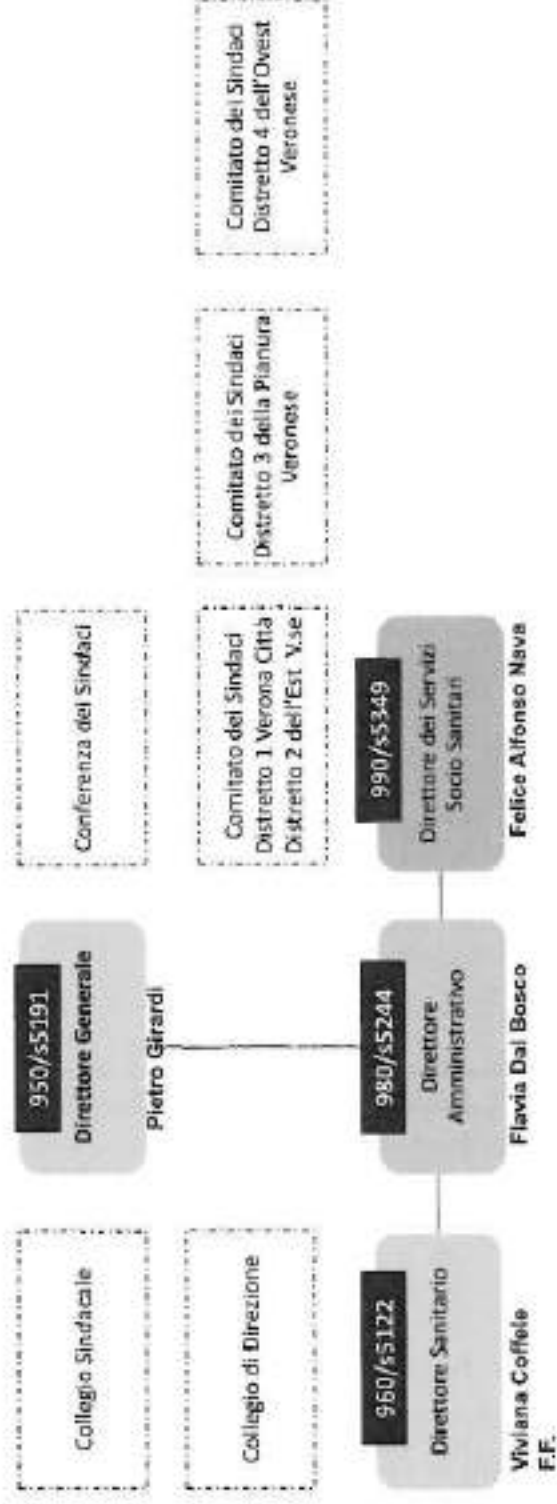 Collegio Sindacale
950/s5191
Direttore Generale
Pietro Girardi
Conferenza dei Sindaci
Collegio di Direzione
Comitato dei Sindaci
Distretto 1 Verona Città
Distretto 2 dell'Est V.se
Comitato dei Sindaci
Distretto 3 della Pianura
Veronese
Comitato dei Sindaci
Distretto 4 dell'Ovest
Veronese
960/s5122
Direttore Sanitario
Viviana Coffele
F.F.
980/s5244
Direttore
Amministrativo
Flavia Dal Bosco
990/s5349
Direttore dei Servizi
Socio Sanitari
Felice Alfonso Nava